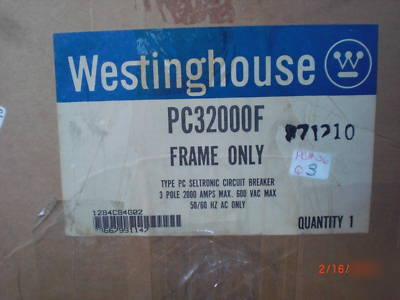 Westinghouse W
PC32000F
FRAME ONLY
TYPE PC SELTRONIC CIRCUIT BREAKER
3 POLE 2000 AMPS MAX. 600 VAC MAX
50/60 HZ AC ONLY
1284C84G02
QUANTITY 1
2/16/